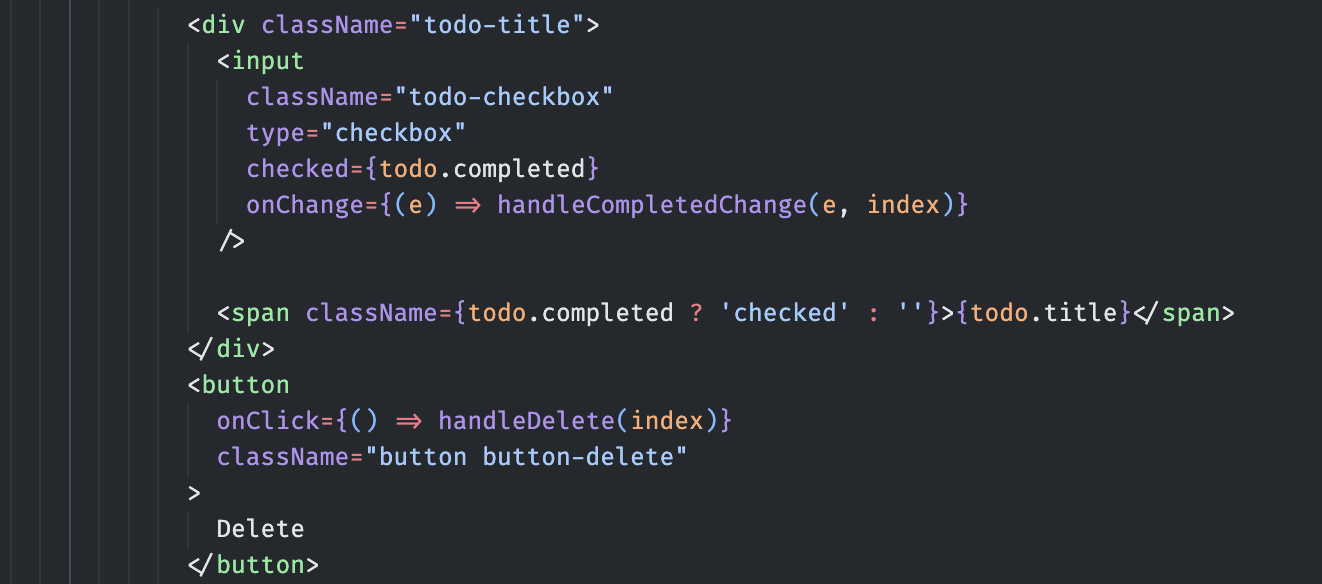 <div className="todo-title">
<input
className="todo-checkbox"
type="checkbox"
checked={todo.completed}
onChange={(e) => handleCompletedChange(e, index)}
/>
<span className={todo.completed ? 'checked' : ''}>{todo.title}</span>
</div>
<button
onClick={() => handleDelete(index)}
className="button button-delete"
>
Delete
</button>